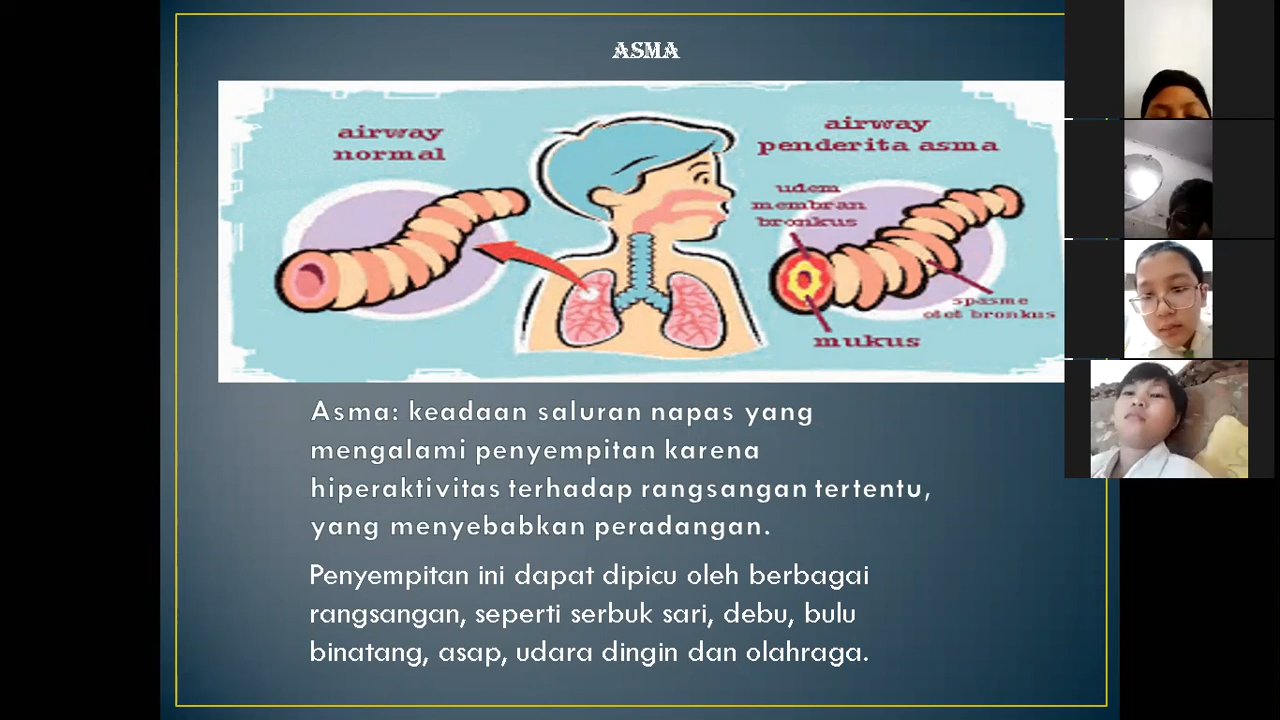 ASMA
airway
normal
airway
penderita asma
udem
membran
bronkus
spasme
otot bronkus
mukus
Asma: keadaan saluran napas yang
mengalami penyempitan karena
hiperaktivitas terhadap rangsangan tertentu,
yang menyebabkan peradangan.
Penyempitan ini dapat dipicu oleh berbagai
rangsangan, seperti serbuk sari, debu, bulu
binatang, asap, udara dingin dan olahraga.